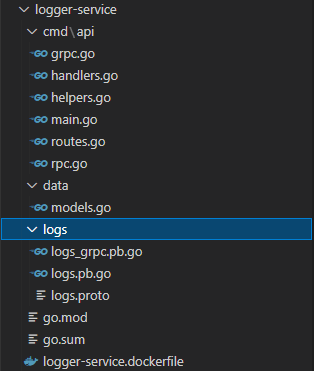 logger-service
cmd\api
grpc.go
handlers.go
helpers.go
main.go
routes.go
rpc.go
data
models.go
logs
logs_grpc.pb.go
logs.pb.go
logs.proto
go.mod
go.sum
logger-service.dockerfile